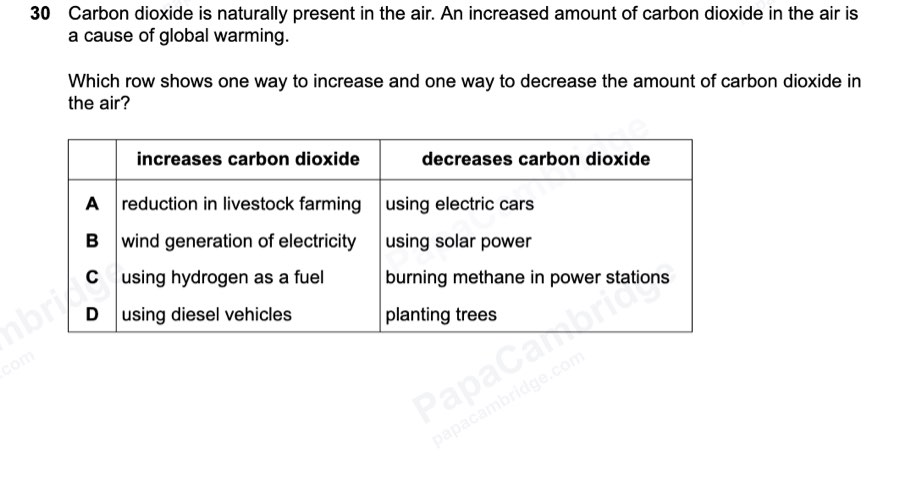 30 Carbon dioxide is naturally present in the air. An increased amount of carbon dioxide in the air is
a cause of global warming.
Which row shows one way to increase and one way to decrease the amount of carbon dioxide in
the air?
increases carbon dioxide decreases carbon dioxide
A reduction in livestock farming using electric cars
B wind generation of electricity using solar power
C using hydrogen as a fuel burning methane in power stations
D using diesel vehicles planting trees
PapaCambridge
papacambridge.com